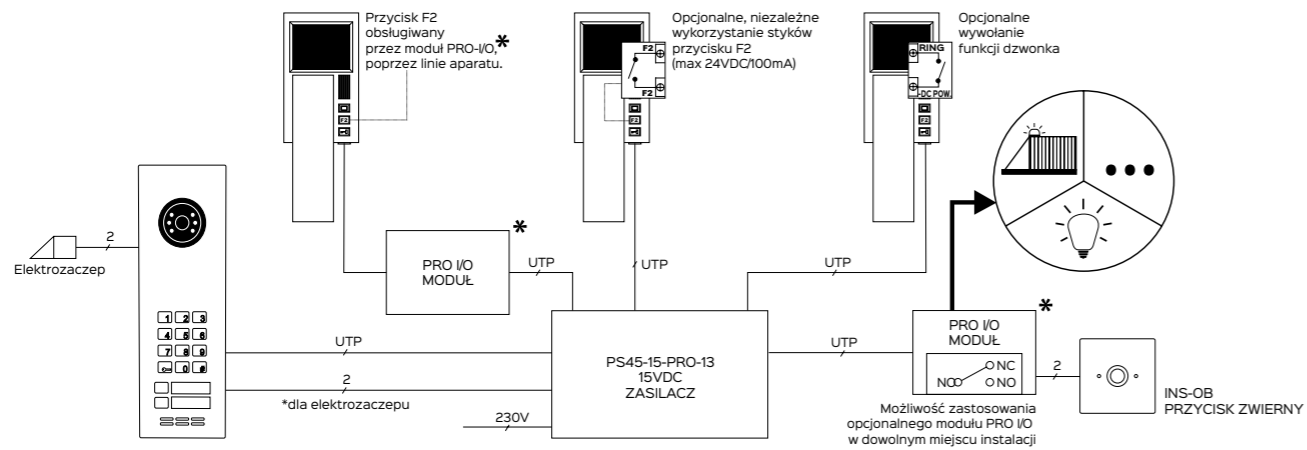 Przycisk F2
obsługiwany
przez moduł PRO-I/O,*
poprzez linie aparatu.
F2
Opcjonalne, niezależne
wykorzystanie styków
przycisku F2
(max 24VDC/100mA)
F2
F2
F2
Opcjonalne
wywołanie
funkcji dzwonka
RING
-DC POW.
F2
2
Elektrozaczep
1 2 3
4 5 6
7 8 9
0 #
PRO I/O
MODUŁ
*
UTP
UTP
UTP
UTP
2
*dla elektrozaczepu
230V
PS45-15-PRO-13
15VDC
ZASILACZ
UTP
*
PRO I/O
MODUŁ
NC
NO
NO
2
INS-OB
PRZYCISK ZWIERNY
Możliwość zastosowania
opcjonalnego modułu PRO I/O
w dowolnym miejscu instalacji